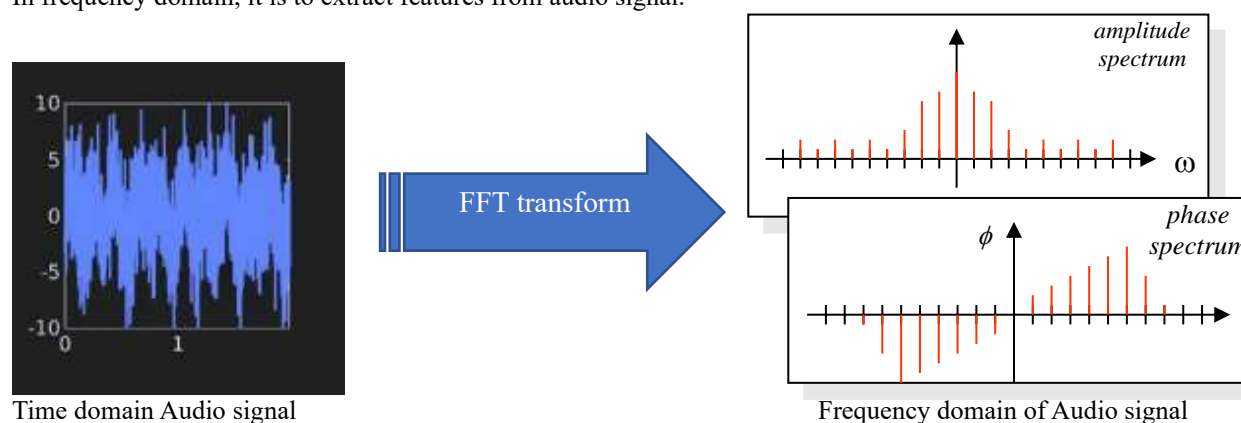 In frequency domain, it is to extract features from audio signal.
amplitude
spectrum
10
5
0
-5
-10
0
1
FFT transform
ω
ϕ
phase
spectrum
Time domain Audio signal
Frequency domain of Audio signal